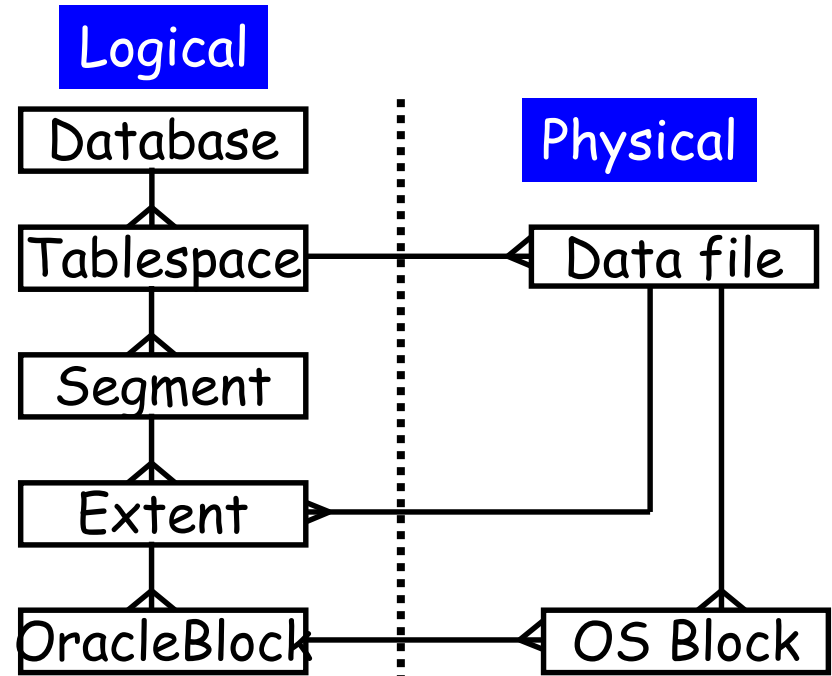 Logical
Physical
Database
Tablespace
Data file
Segment
Extent
OracleBlock
OS Block